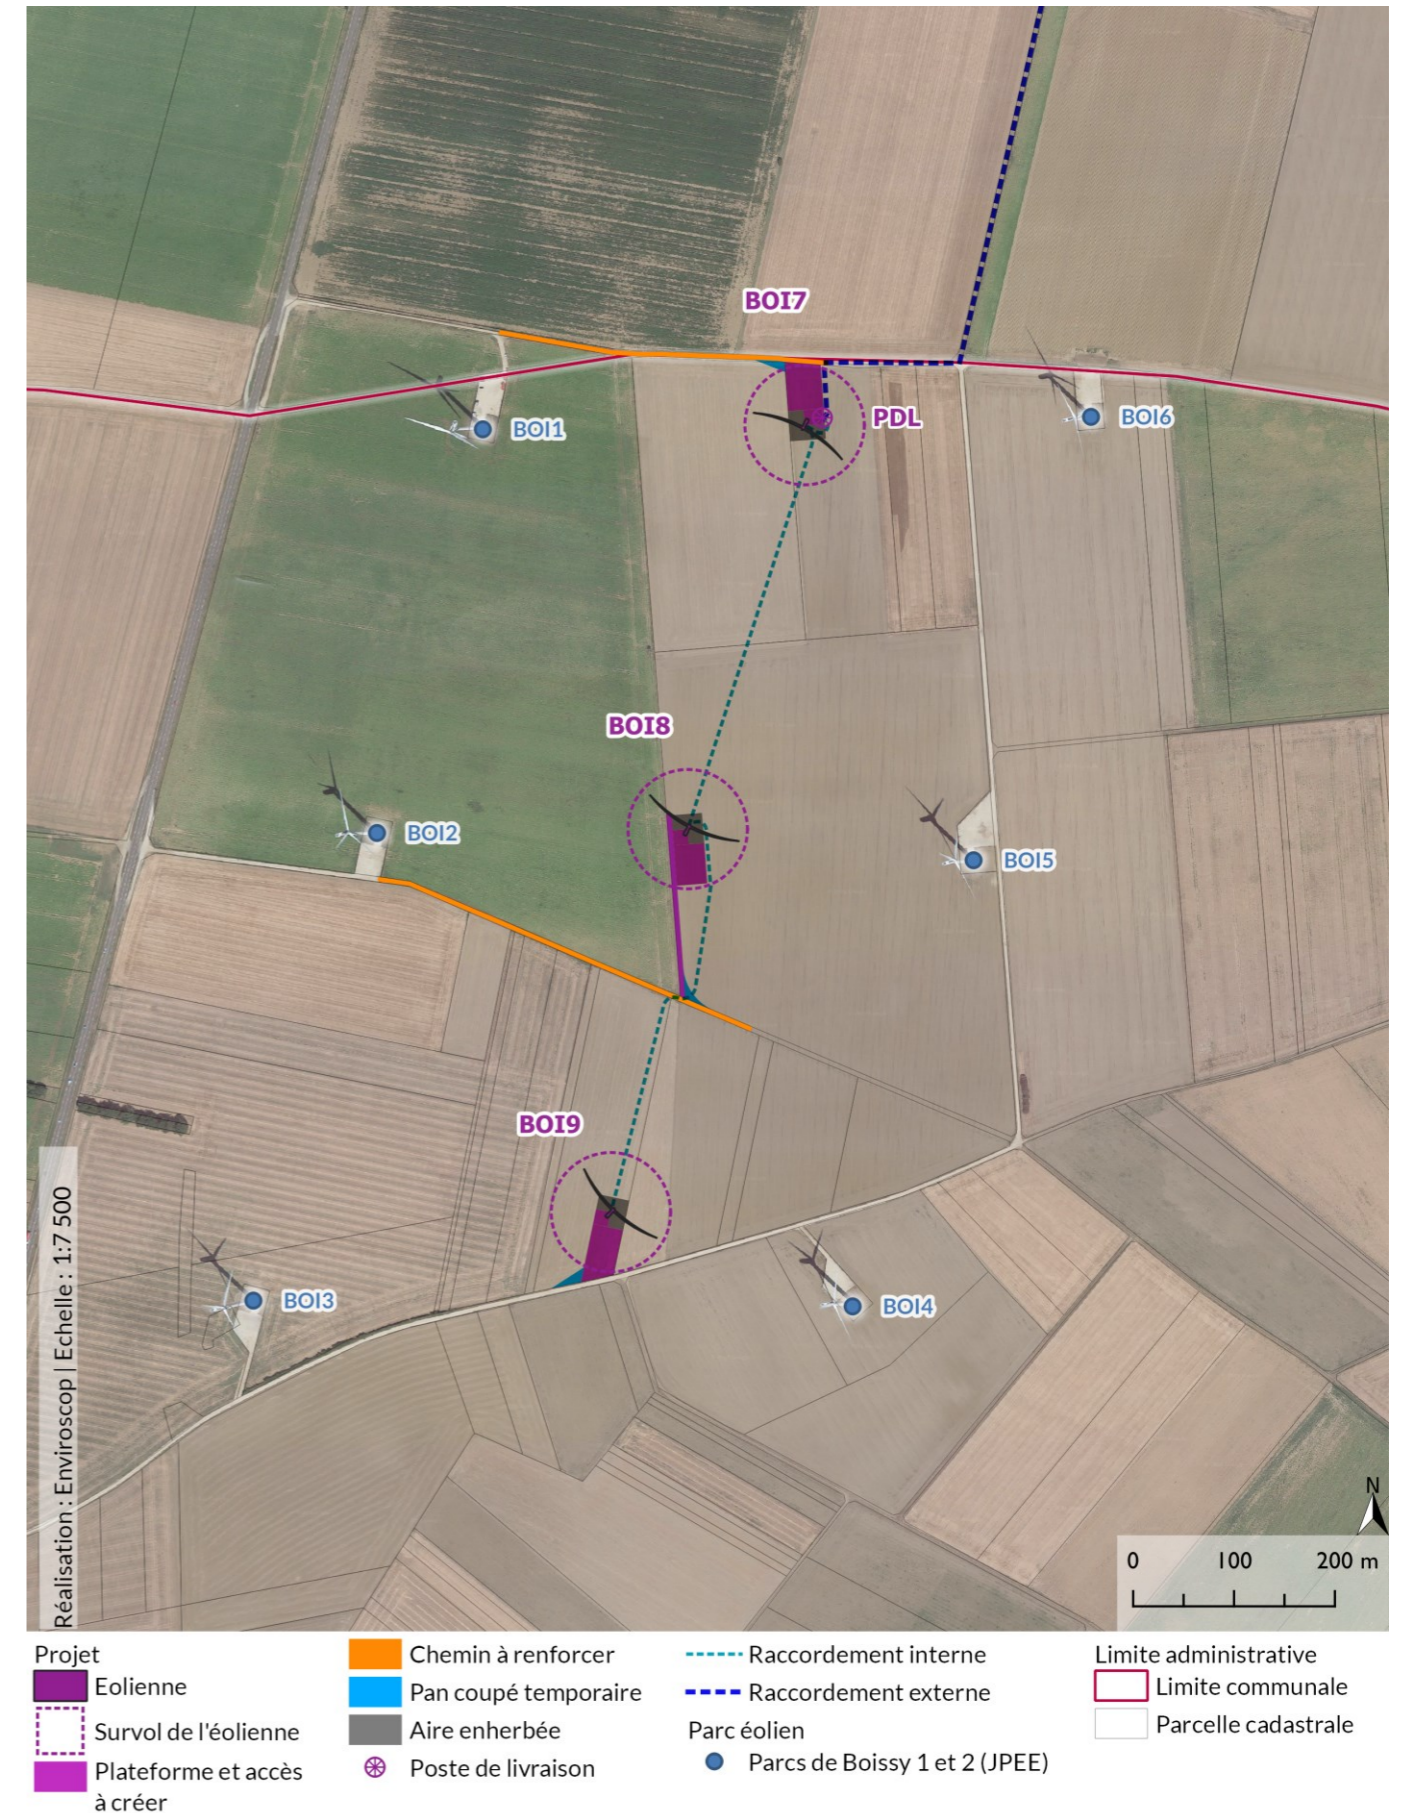 BOI7
PDL
BOI1
BOI6
BOI8
BOI2
BOI5
BOI9
BOI3
BOI4
Réalisation : Enviroscop | Echelle : 1:7 500
N
0 100 200 m
Projet
Eolienne
Survol de l'éolienne
Plateforme et accès
à créer
Chemin à renforcer
Pan coupé temporaire
Aire enherbée
Poste de livraison
Raccordement interne
Raccordement externe
Parc éolien
Parcs de Boissy 1 et 2 (JPEE)
Limite administrative
Limite communale
Parcelle cadastrale